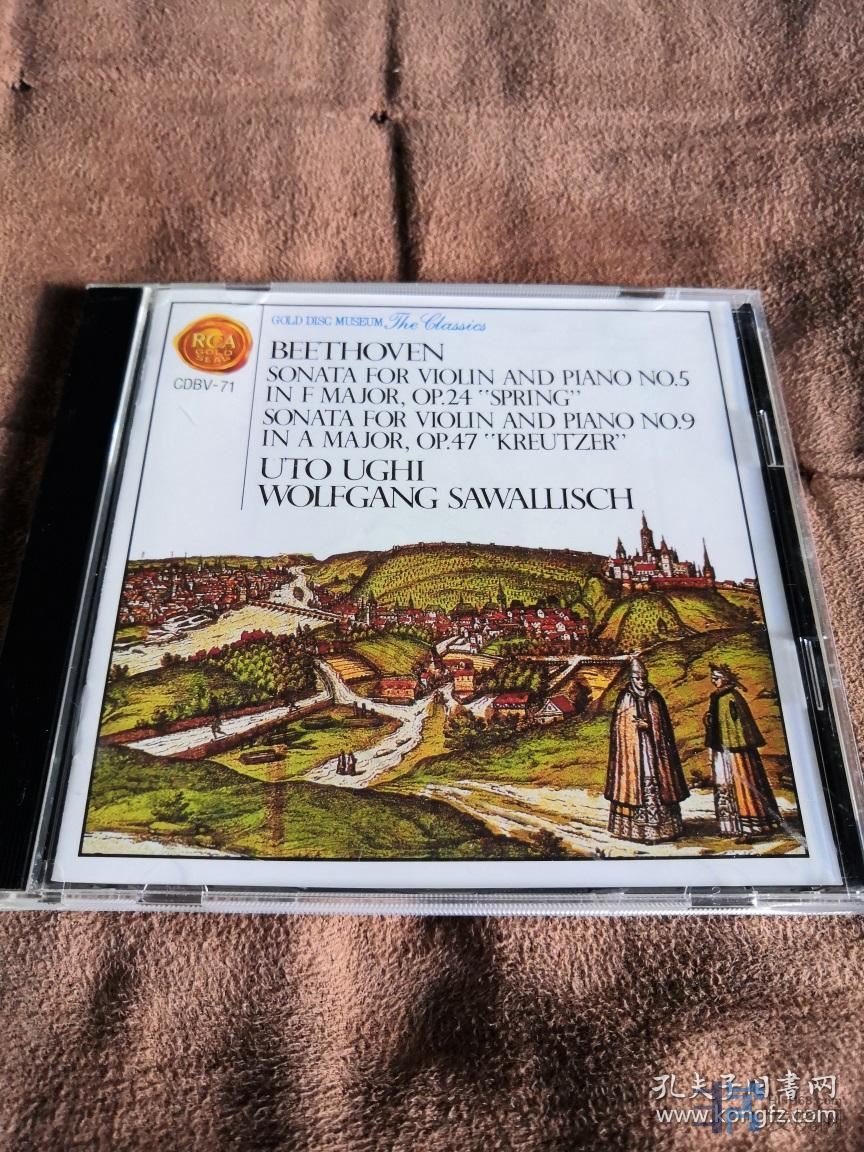 GOLD DISC MUSEUM The Classics
RCA
GOLD
SEAL
CDBV-71
BEETHOVEN
SONATA FOR VIOLIN AND PIANO NO.5
IN F MAJOR, OP.24 "SPRING"
SONATA FOR VIOLIN AND PIANO NO.9
IN A MAJOR, OP.47 "KREUTZER"
UTO UGHI
WOLFGANG SAWALLISCH
孔夫子旧書网
www.kongfz.com